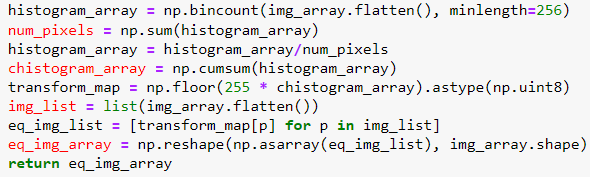 histogram_array = np.bincount(img_array.flatten(), minlength=256)
num_pixels = np.sum(histogram_array)
histogram_array = histogram_array/num_pixels
chistogram_array = np.cumsum(histogram_array)
transform_map = np.floor(255 * chistogram_array).astype(np.uint8)
img_list = list(img_array.flatten())
eq_img_list = [transform_map[p] for p in img_list]
eq_img_array = np.reshape(np.asarray(eq_img_list), img_array.shape)
return eq_img_array